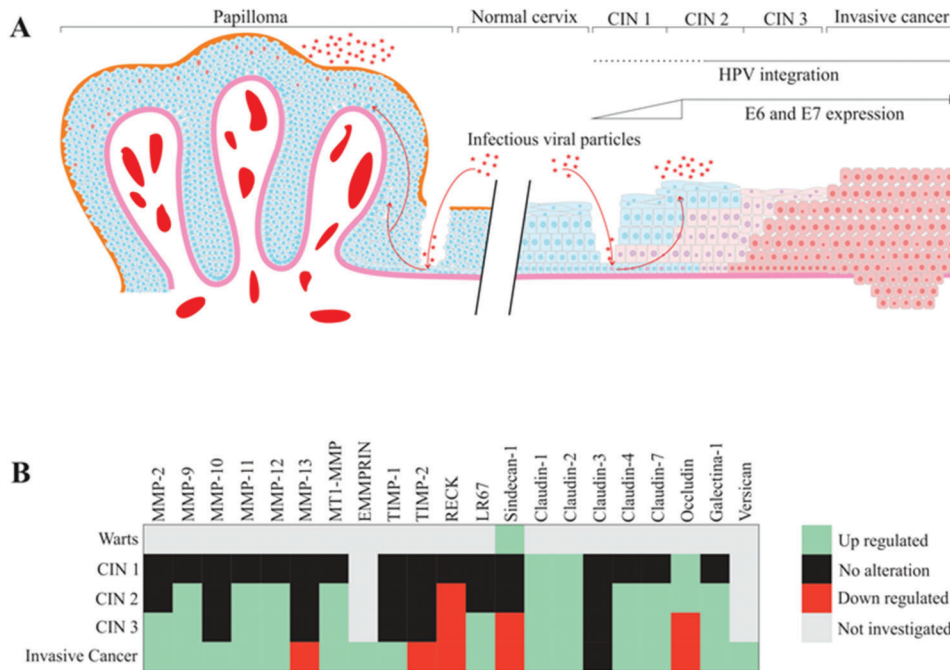 A
Papilloma
Normal cervix
CIN 1
CIN 2
CIN 3
Invasive cancer
HPV integration
E6 and E7 expression
Infectious viral particles
B
MMP-2
MMP-9
MMP-10
MMP-11
MMP-12
MMP-13
MT1-MMP
EMMPRIN
TIMP-1
TIMP-2
RECK
LR67
Sindecan-1
Claudin-1
Claudin-2
Claudin-3
Claudin-4
Claudin-7
Occludin
Galectina-1
Versican
Warts
CIN 1
CIN 2
CIN 3
Invasive Cancer
Up regulated
No alteration
Down regulated
Not investigated